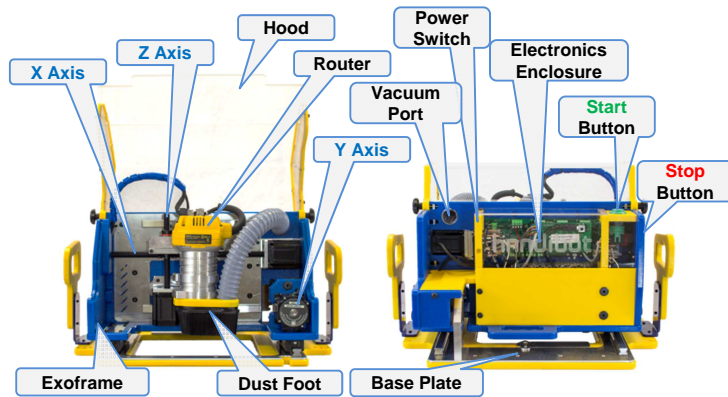 Hood
Z Axis
X Axis
Router
Y Axis
Exoframe
Dust Foot
Power
Switch
Electronics
Enclosure
Vacuum
Port
Start
Button
Stop
Button
Base Plate
handibot